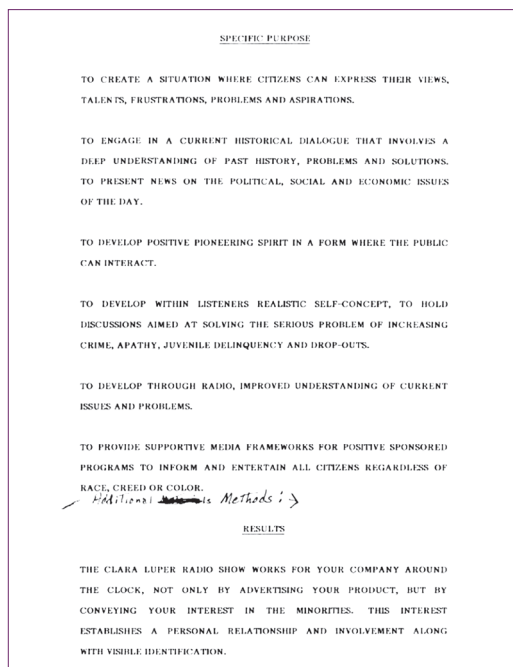 SPECIFIC PURPOSE
TO CREATE A SITUATION WHERE CITIZENS CAN EXPRESS THEIR VIEWS,
TALENTS, FRUSTRATIONS, PROBLEMS AND ASPIRATIONS.
TO ENGAGE IN A CURRENT HISTORICAL DIALOGUE THAT INVOLVES A
DEEP UNDERSTANDING OF PAST HISTORY, PROBLEMS AND SOLUTIONS.
TO PRESENT NEWS ON THE POLITICAL, SOCIAL AND ECONOMIC ISSUES
OF THE DAY.
TO DEVELOP POSITIVE PIONEERING SPIRIT IN A FORM WHERE THE PUBLIC
CAN INTERACT.
TO DEVELOP WITHIN LISTENERS REALISTIC SELF-CONCEPT, TO HOLD
DISCUSSIONS AIMED AT SOLVING THE SERIOUS PROBLEM OF INCREASING
CRIME, APATHY, JUVENILE DELINQUENCY AND DROP-OUTS.
TO DEVELOP THROUGH RADIO, IMPROVED UNDERSTANDING OF CURRENT
ISSUES AND PROBLEMS.
TO PROVIDE SUPPORTIVE MEDIA FRAMEWORKS FOR POSITIVE SPONSORED
PROGRAMS TO INFORM AND ENTERTAIN ALL CITIZENS REGARDLESS OF
RACE, CREED OR COLOR.
Additional Methods:
RESULTS
THE CLARA LUPER RADIO SHOW WORKS FOR YOUR COMPANY AROUND
THE CLOCK, NOT ONLY BY ADVERTISING YOUR PRODUCT, BUT BY
CONVEYING YOUR INTEREST IN THE MINORITIES. THIS INTEREST
ESTABLISHES A PERSONAL RELATIONSHIP AND INVOLVEMENT ALONG
WITH VISIBLE IDENTIFICATION.